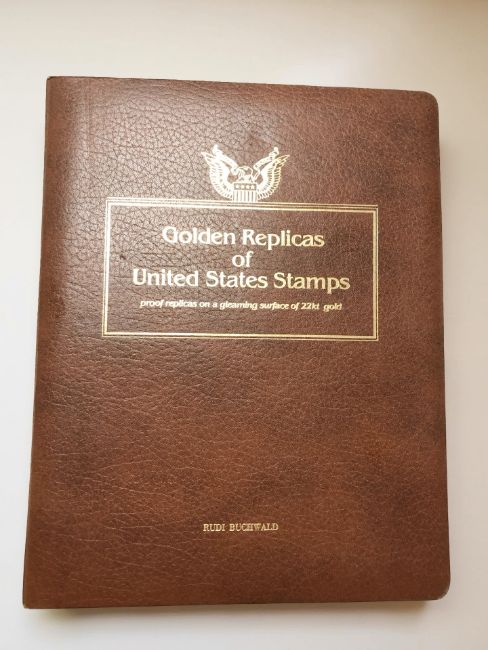 Golden Replicas
of
United States Stamps
proof replicas on a gleaming surface of 22kt gold
RUDI BUCHWALD